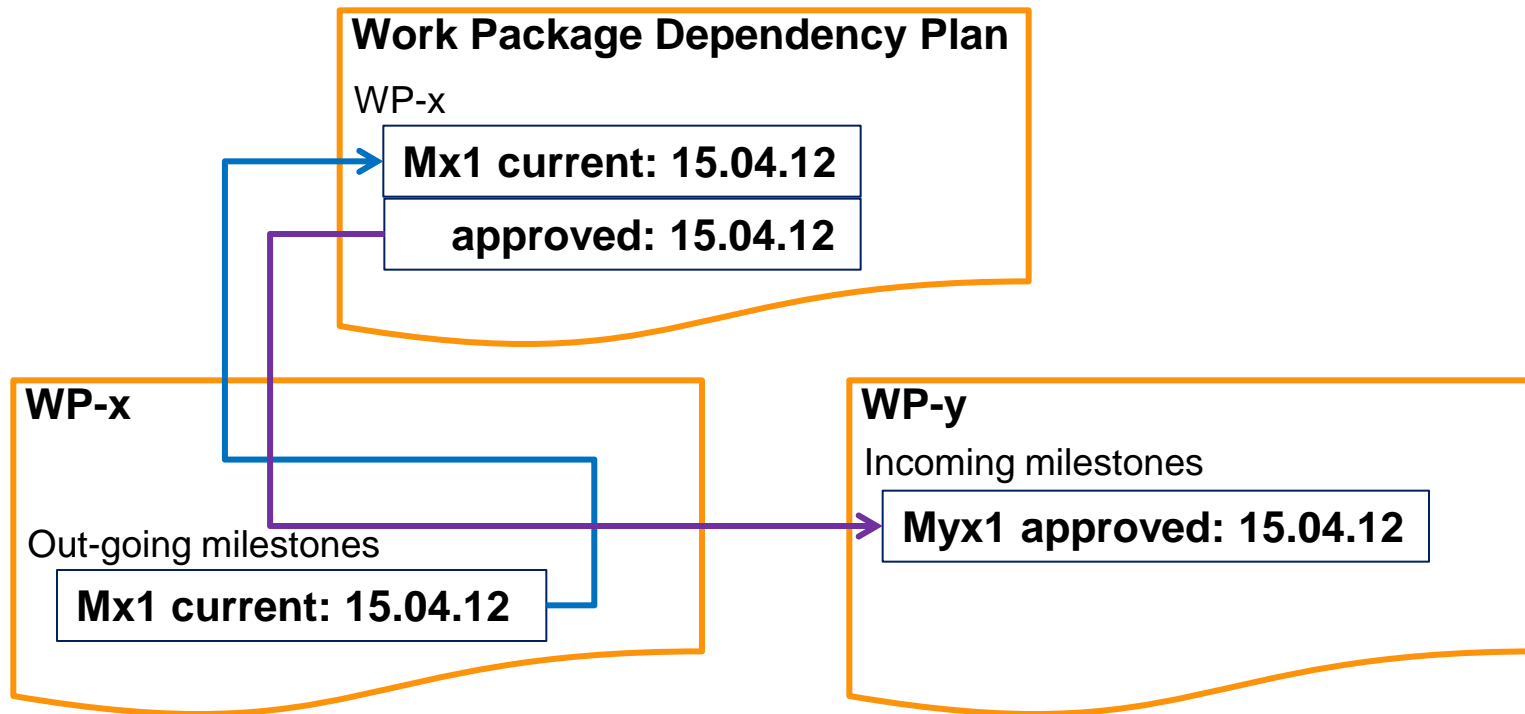 Work Package Dependency Plan
WP-x
Mx1 current: 15.04.12
approved: 15.04.12
WP-x
Out-going milestones
Mx1 current: 15.04.12
WP-y
Incoming milestones
Myx1 approved: 15.04.12